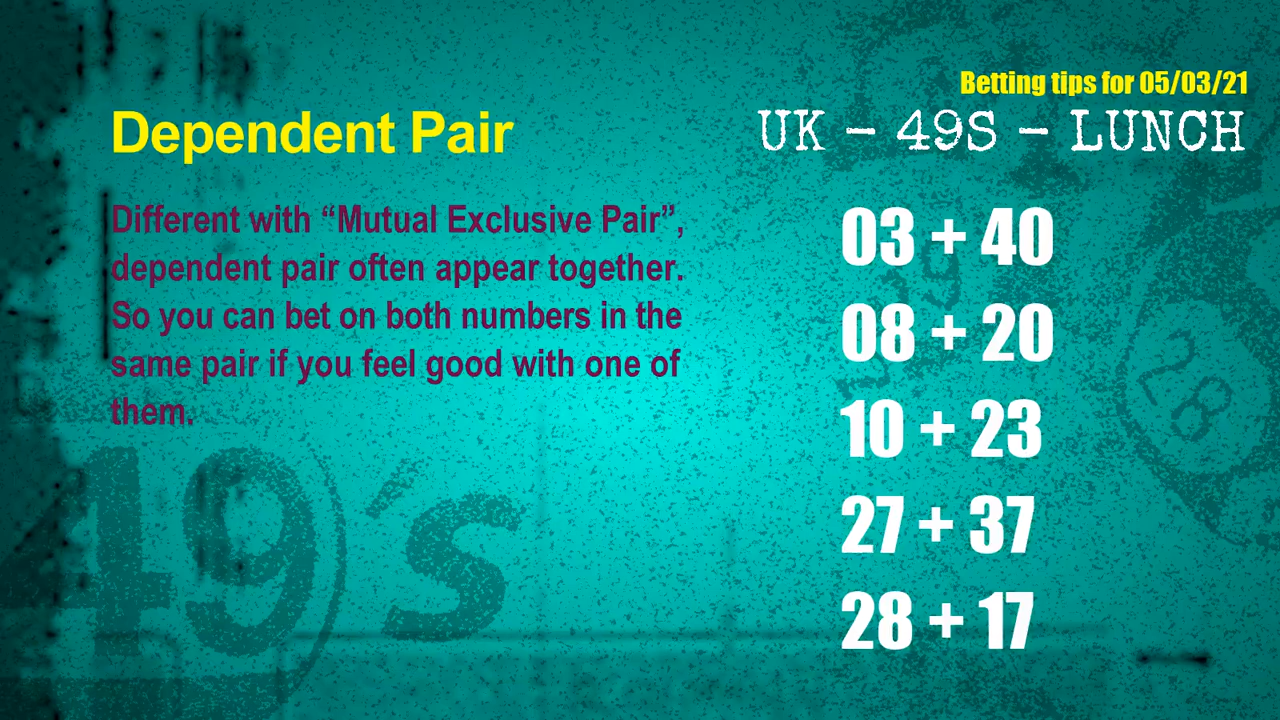 Betting tips for 05/03/21
UK - 49S - LUNCH
Dependent Pair
Different with “Mutual Exclusive Pair”,
dependent pair often appear together.
So you can bet on both numbers in the
same pair if you feel good with one of
them.
03 + 40
08 + 20
10 + 23
27 + 37
28 + 17
49's
28